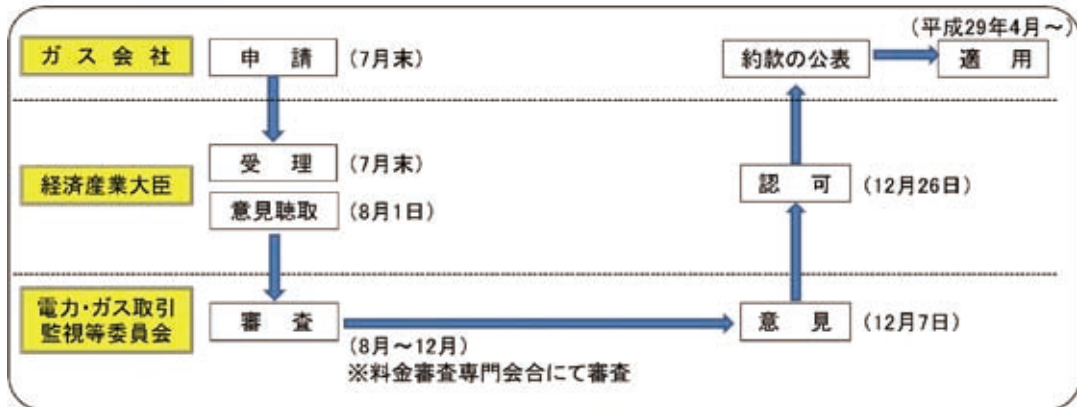 (平成29年4月～)
ガス会社
申 請
(7月末)
約款の公表
適 用
経済産業大臣
受 理
(7月末)
意見聴取
(8月1日)
認 可
(12月26日)
電力・ガス取引
監視等委員会
審 査
意 見
(12月7日)
(8月～12月)
※料金審査専門会合にて審査